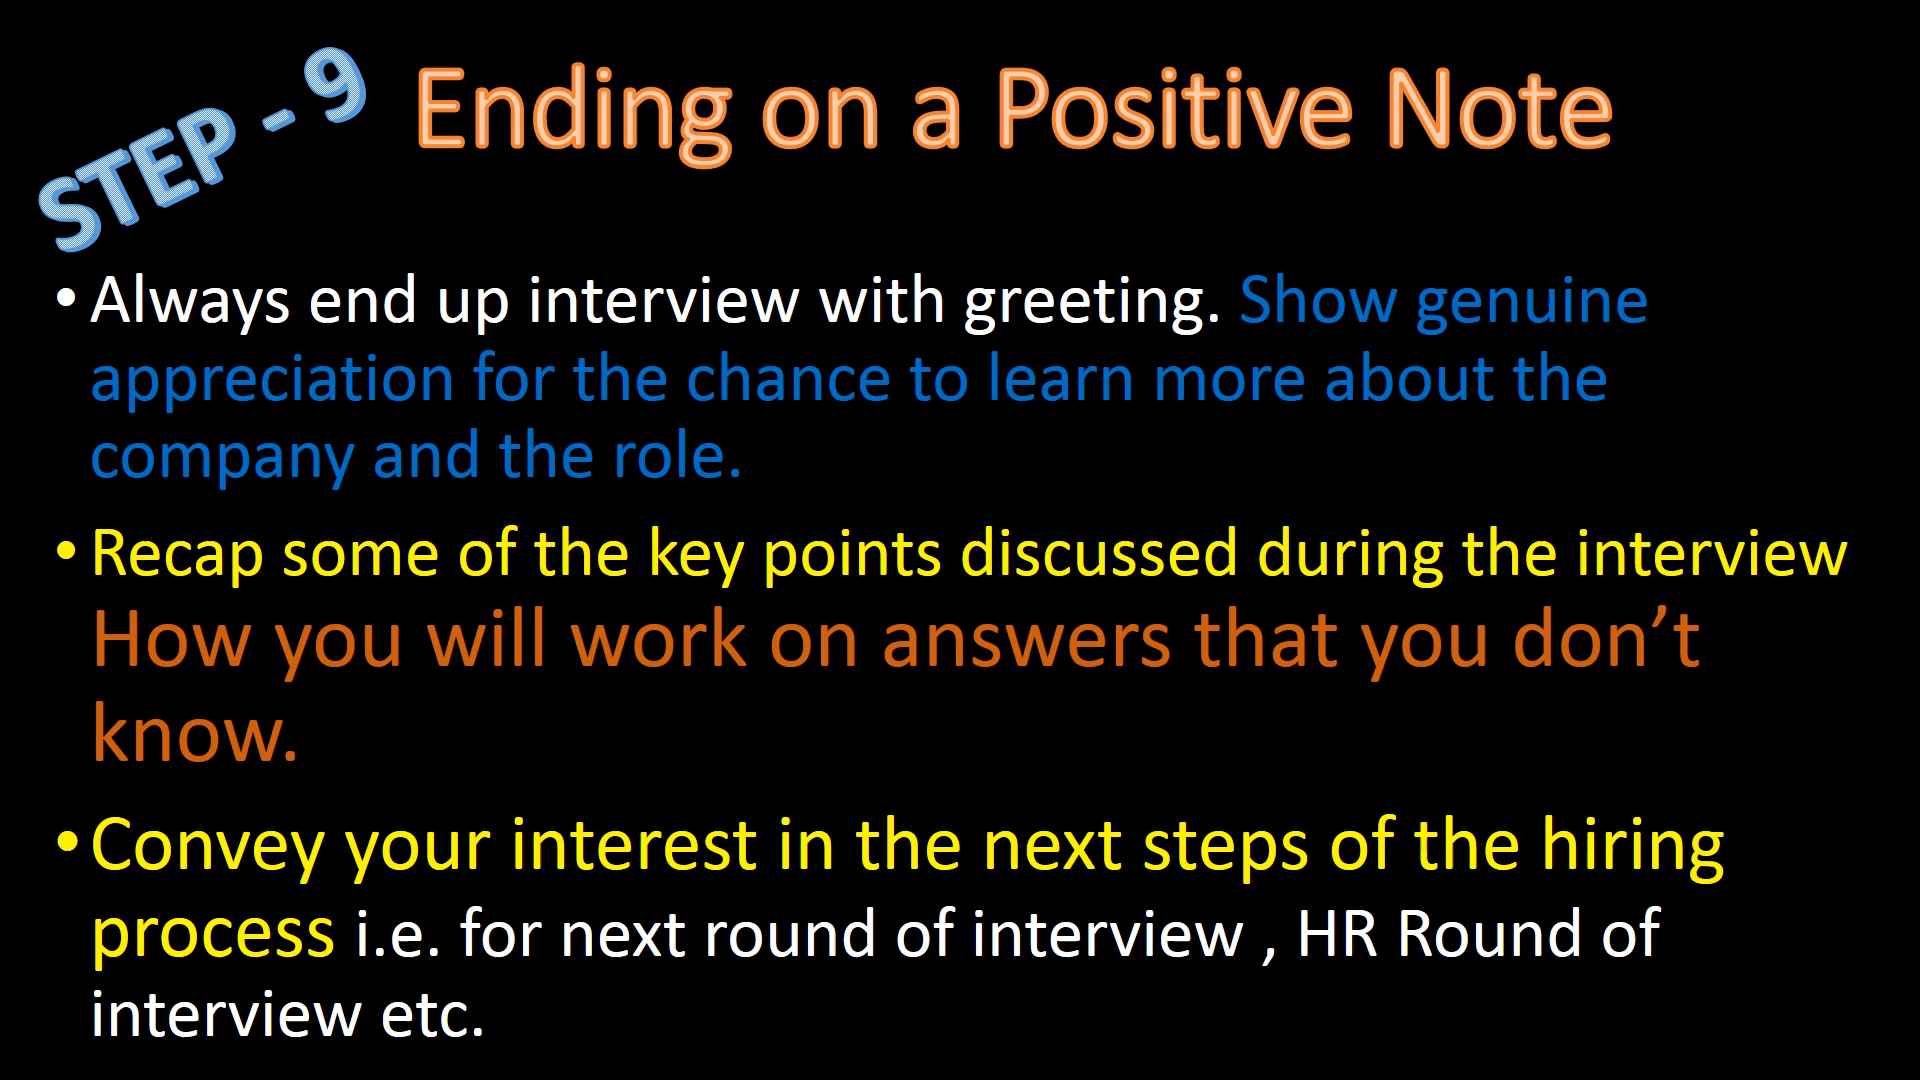 STEP - 9
Ending on a Positive Note
• Always end up interview with greeting. Show genuine
appreciation for the chance to learn more about the
company and the role.
• Recap some of the key points discussed during the interview
How you will work on answers that you don’t
know.
• Convey your interest in the next steps of the hiring
process i.e. for next round of interview , HR Round of
interview etc.